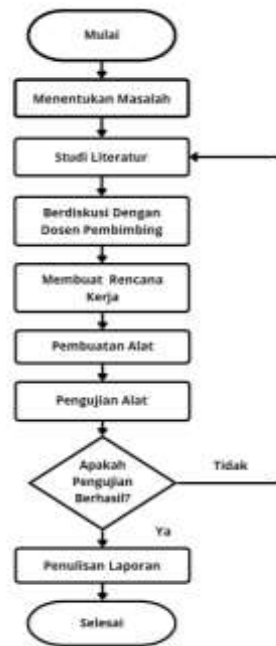 Mulai
Menentukan Masalah
Studi Literatur
Berdiskusi Dengan
Dosen Pembimbing
Membuat Rencana
Kerja
Pembuatan Alat
Pengujian Alat
Apakah
Pengujian
Berhasil?
Tidak
Ya
Penulisan Laporan
Selesai